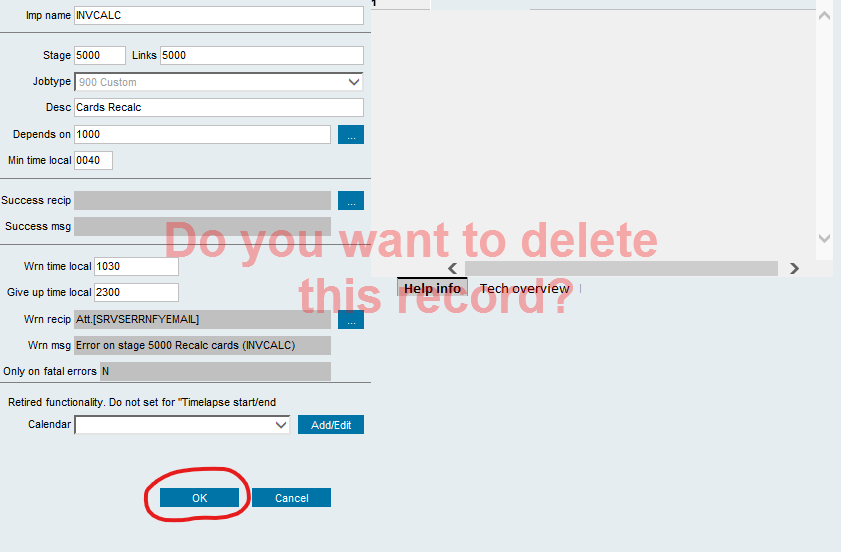 Imp name INVCALC
Stage 5000 Links 5000
Jobtype 900 Custom
Desc Cards Recalc
Depends on 1000 ...
Min time local 0040
Success recip ...
Success msg
Do you want to delete
this record?
Wrn time local 1030
Give up time local 2300
Wrn recip Att.[SRVSERRNFYEMAIL] ...
Wrn msg Error on stage 5000 Recalc cards (INVCALC)
Only on fatal errors N
Retired functionality. Do not set for "Timelapse start/end
Calendar Add/Edit
OK Cancel
Help info Tech overview